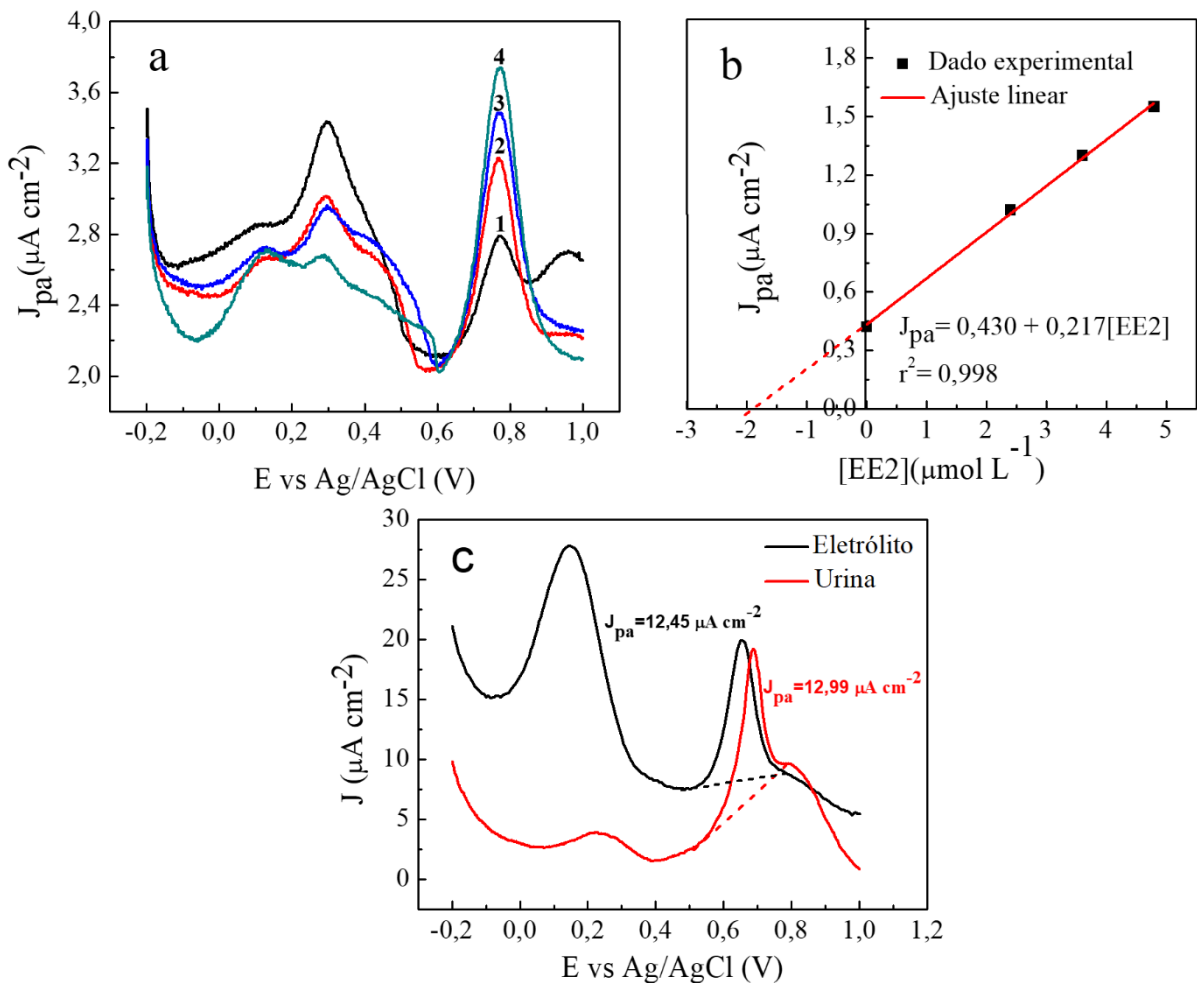 a
4,0
3,6
3,2
2,8
2,4
2,0
J_pa(μA cm⁻²)
4
3
2
1
-0,2 0,0 0,2 0,4 0,6 0,8 1,0
E vs Ag/AgCl (V)
b
1,8
1,5
1,2
0,9
0,6
0,3
0,0
J_pa(μA cm⁻²)
Dado experimental
Ajuste linear
J_pa= 0,430 + 0,217[EE2]
r²= 0,998
-3 -2 -1 0 1 2 3 4 5
[EE2](μmol L⁻¹)
c
30
25
20
15
10
5
0
J (μA cm⁻²)
Eletrólito
Urina
J_pa=12,45 μA cm⁻²
J_pa=12,99 μA cm⁻²
-0,2 0,0 0,2 0,4 0,6 0,8 1,0 1,2
E vs Ag/AgCl (V)